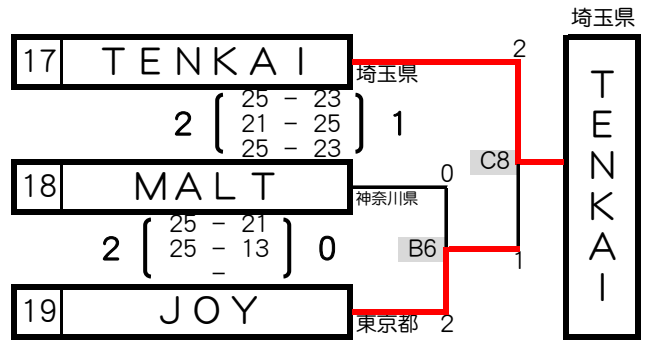 埼玉県
17 TENKAI 2
埼玉県
25 - 23
2 21 - 25 1
25 - 23
C8
18 MALT 0
神奈川県
25 - 21
2 25 - 13 0
-
B6
1
19 JOY
東京都 2
TENKAI